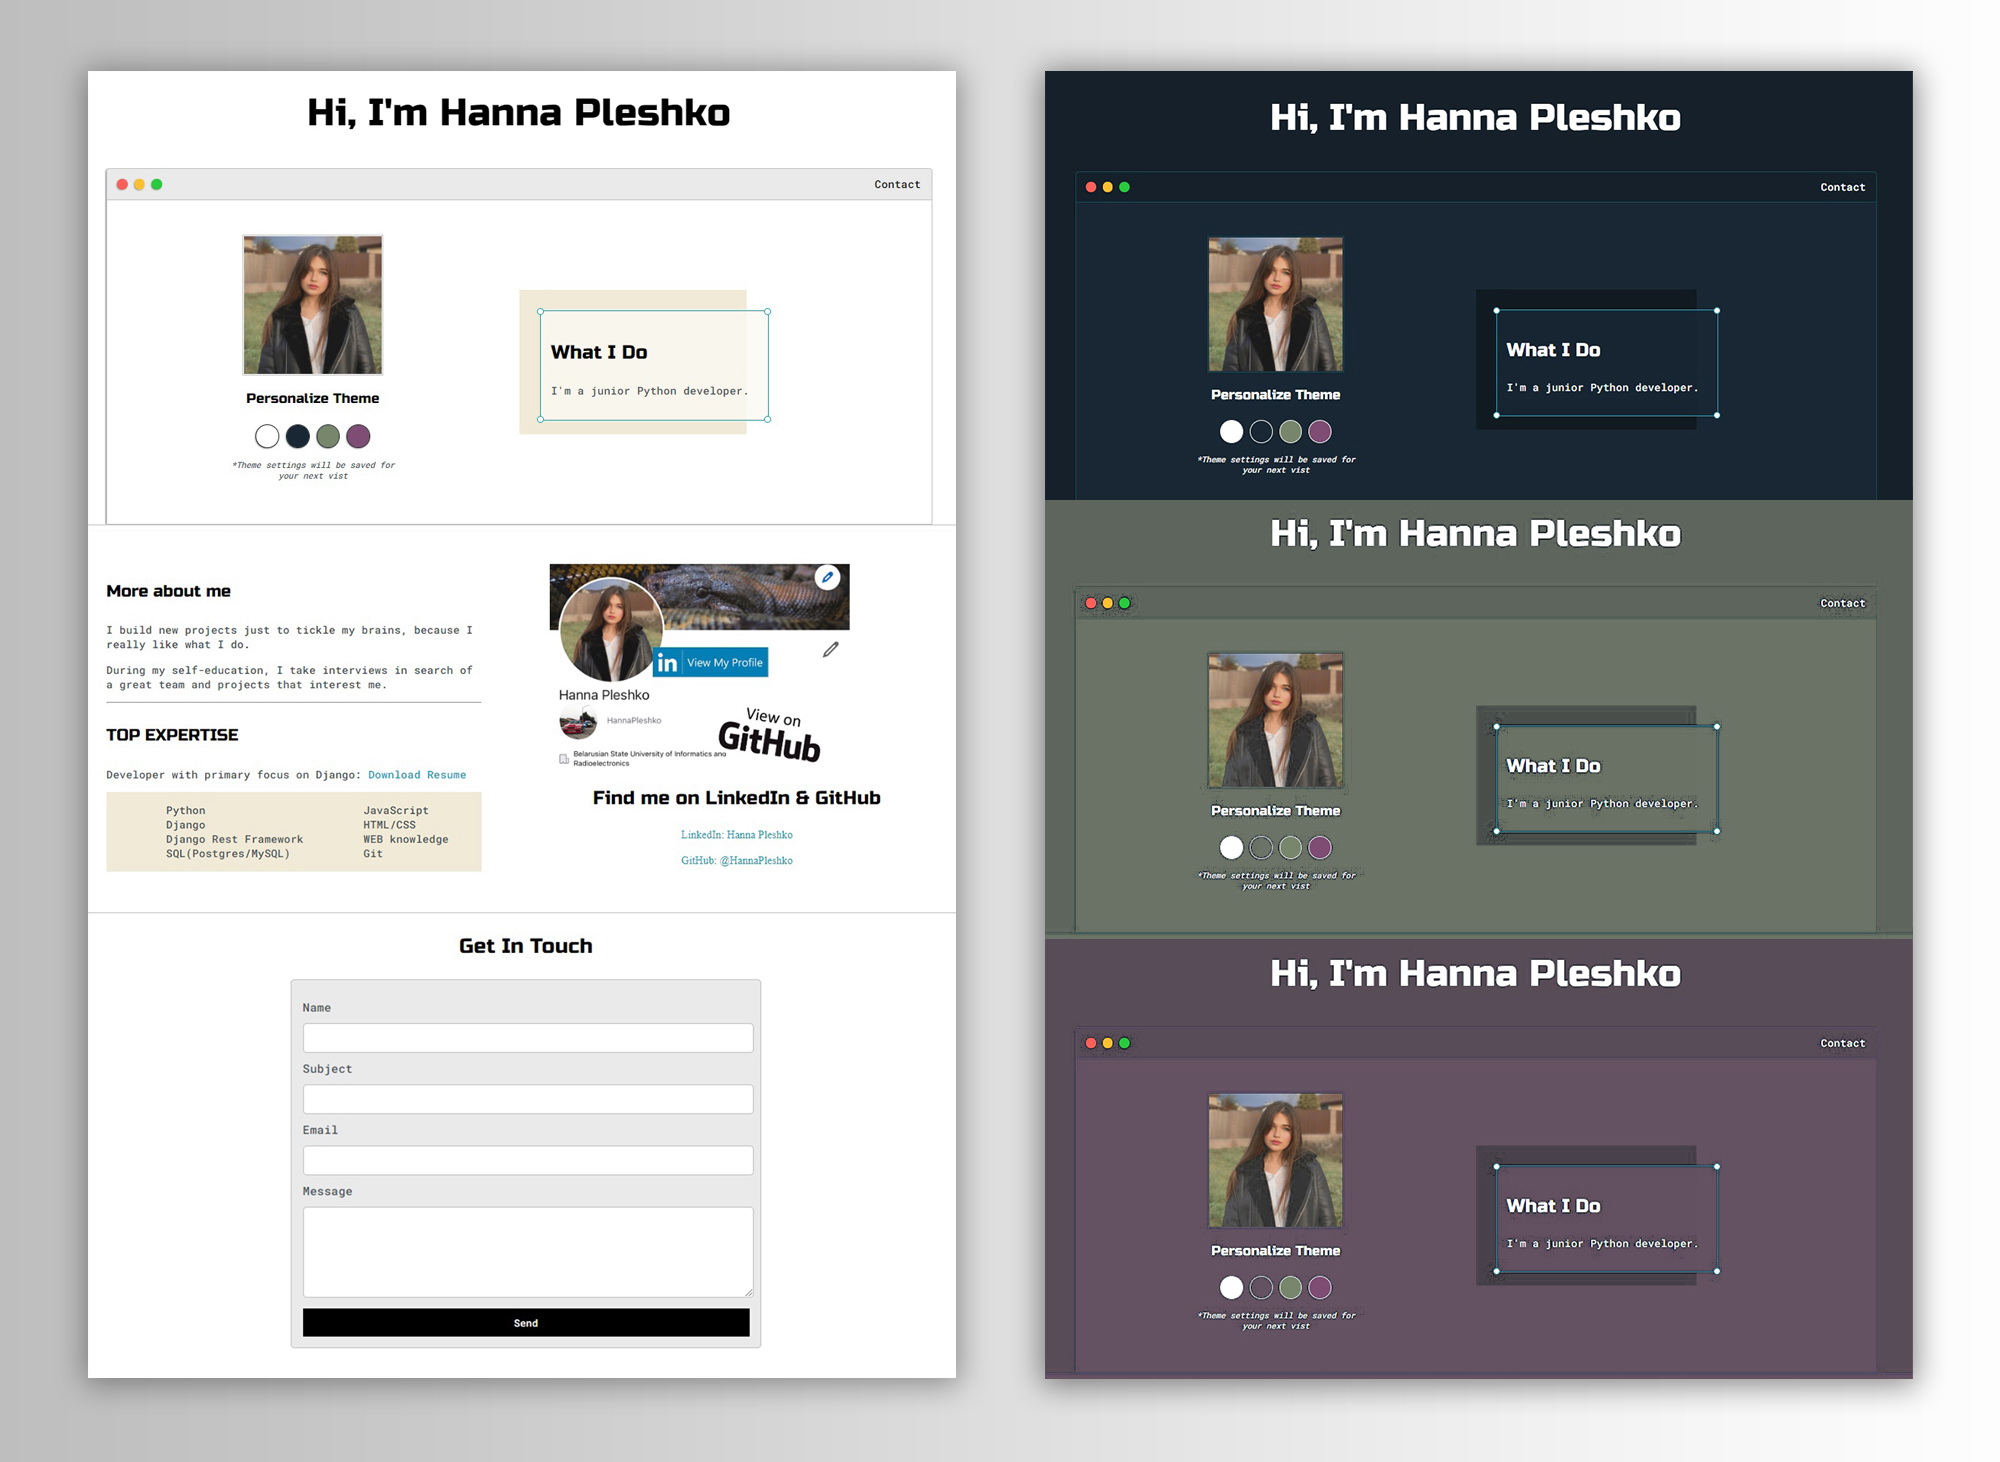 Hi, I'm Hanna Pleshko
Contact
Personalize Theme
*Theme settings will be saved for
your next vist
What I Do
I'm a junior Python developer.
More about me
I build new projects just to tickle my brains, because I
really like what I do.
During my self-education, I take interviews in search of
a great team and projects that interest me.
TOP EXPERTISE
Developer with primary focus on Django: Download Resume
Python
Django
Django Rest Framework
SQL(Postgres/MySQL)
JavaScript
HTML/CSS
WEB knowledge
Git
in View My Profile
Hanna Pleshko
HannaPleshko
Belarusian State University of Informatics and
Radioelectronics
View on
GitHub
Find me on LinkedIn & GitHub
LinkedIn: Hanna Pleshko
GitHub: @HannaPleshko
Get In Touch
Name
Subject
Email
Message
Send
Hi, I'm Hanna Pleshko
Contact
Personalize Theme
*Theme settings will be saved for
your next vist
What I Do
I'm a junior Python developer.
Hi, I'm Hanna Pleshko
Contact
Personalize Theme
*Theme settings will be saved for
your next vist
What I Do
I'm a junior Python developer.
Hi, I'm Hanna Pleshko
Contact
Personalize Theme
*Theme settings will be saved for
your next vist
What I Do
I'm a junior Python developer.